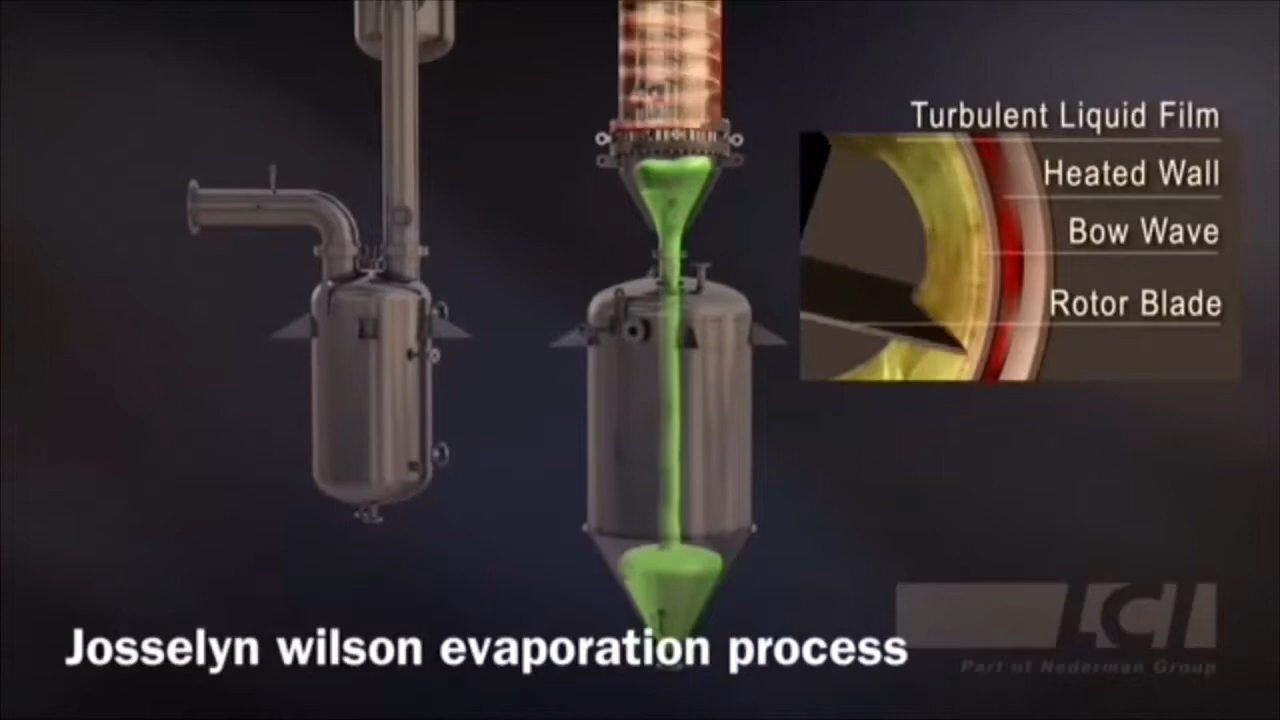 Turbulent Liquid Film
Heated Wall
Bow Wave
Rotor Blade
LCI
Part of Nederman Group
Josselyn wilson evaporation process